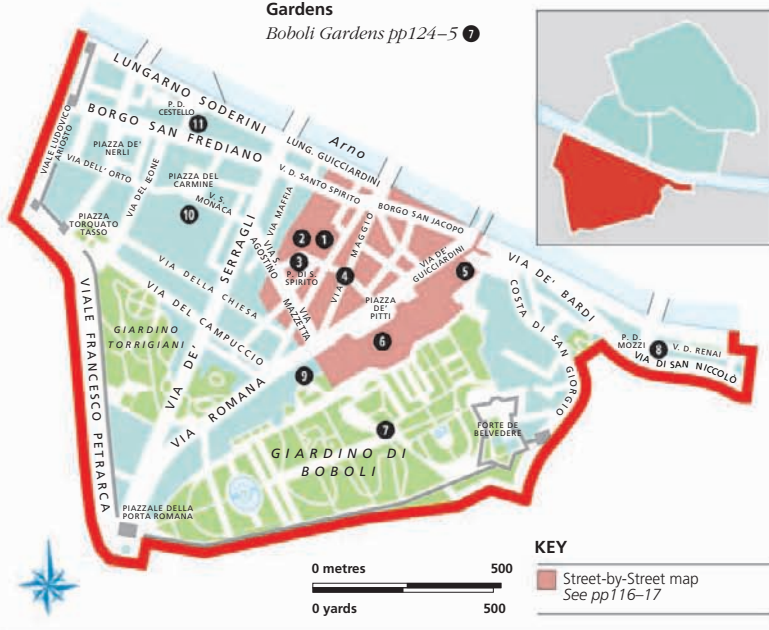 Gardens
Boboli Gardens pp124–5 7
LUNGARNO SODERINI
P. D.
CESTELLO
11
BORGO SAN FREDIANO
VIALE LUDOVICO
ARIOSTO
PIAZZA DE'
NERLI
VIA DELL' ORTO
VIA DEL LEONE
PIAZZA DEL
CARMINE
V. S.
MONACA
10
PIAZZA
TORQUATO
TASSO
Arno
LUNG. GUICCIARDINI
V. D. SANTO SPIRITO
BORGO SAN JACOPO
VIA MAFFIA
VIA S.
AGOSTINO
2
1
3
P. DI S.
SPIRITO
4
VIA MAGGIO
VIA DE'
GUICCIARDINI
5
VIA
MAZZETTA
PIAZZA
DE'
PITTI
6
VIA DE' SERRAGLI
VIA DELLA CHIESA
VIA DEL CAMPUCCIO
GIARDINO
TORRIGIANI
VIALE FRANCESCO PETRARCA
VIA ROMANA
9
7
GIARDINO DI
BOBOLI
FORTE DE
BELVEDERE
COSTA DI SAN GIORGIO
VIA DE' BARDI
P. D.
MOZZI
8
V. D. RENAI
VIA DI SAN NICCOLÒ
PIAZZALE DELLA
PORTA ROMANA
0 metres 500
0 yards 500
KEY
Street-by-Street map
See pp116–17